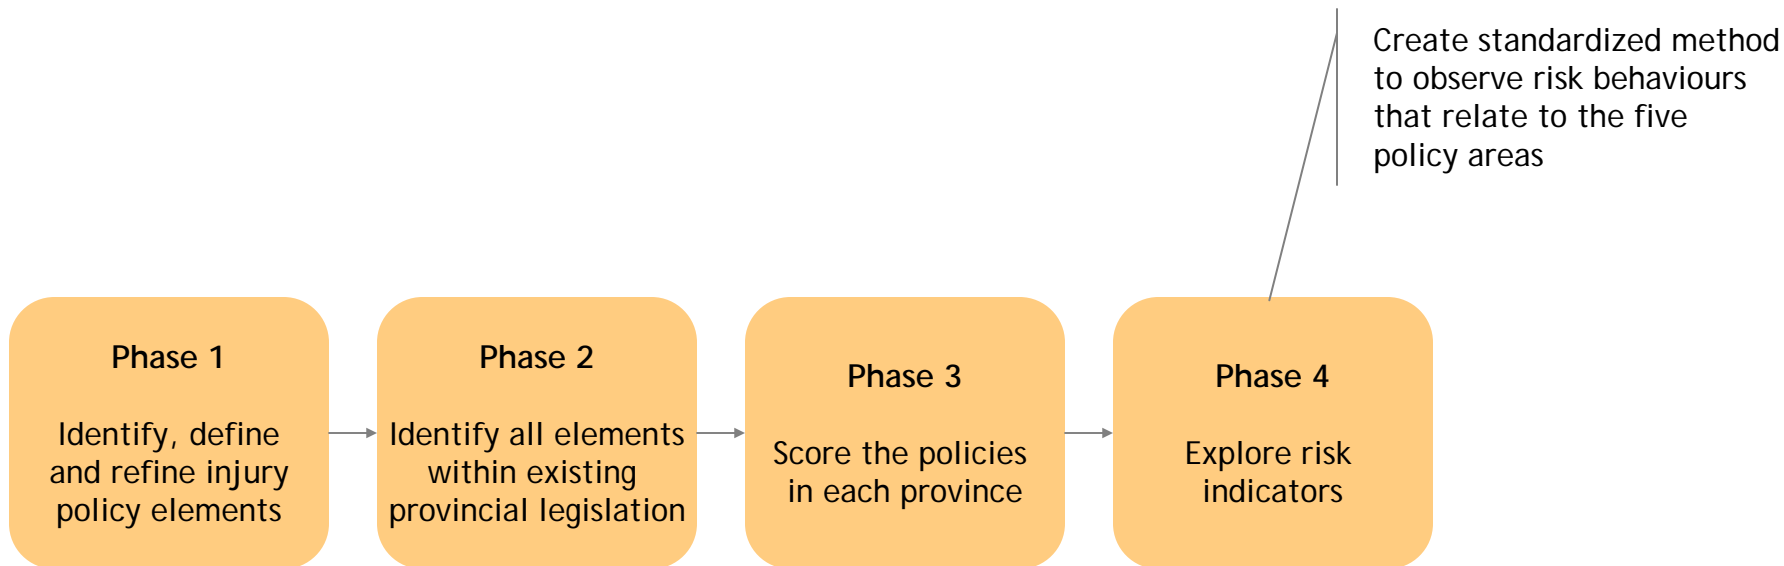 Create standardized method
to observe risk behaviours
that relate to the five
policy areas
Phase 1
Identify, define
and refine injury
policy elements
Phase 2
Identify all elements
within existing
provincial legislation
Phase 3
Score the policies
in each province
Phase 4
Explore risk
indicators